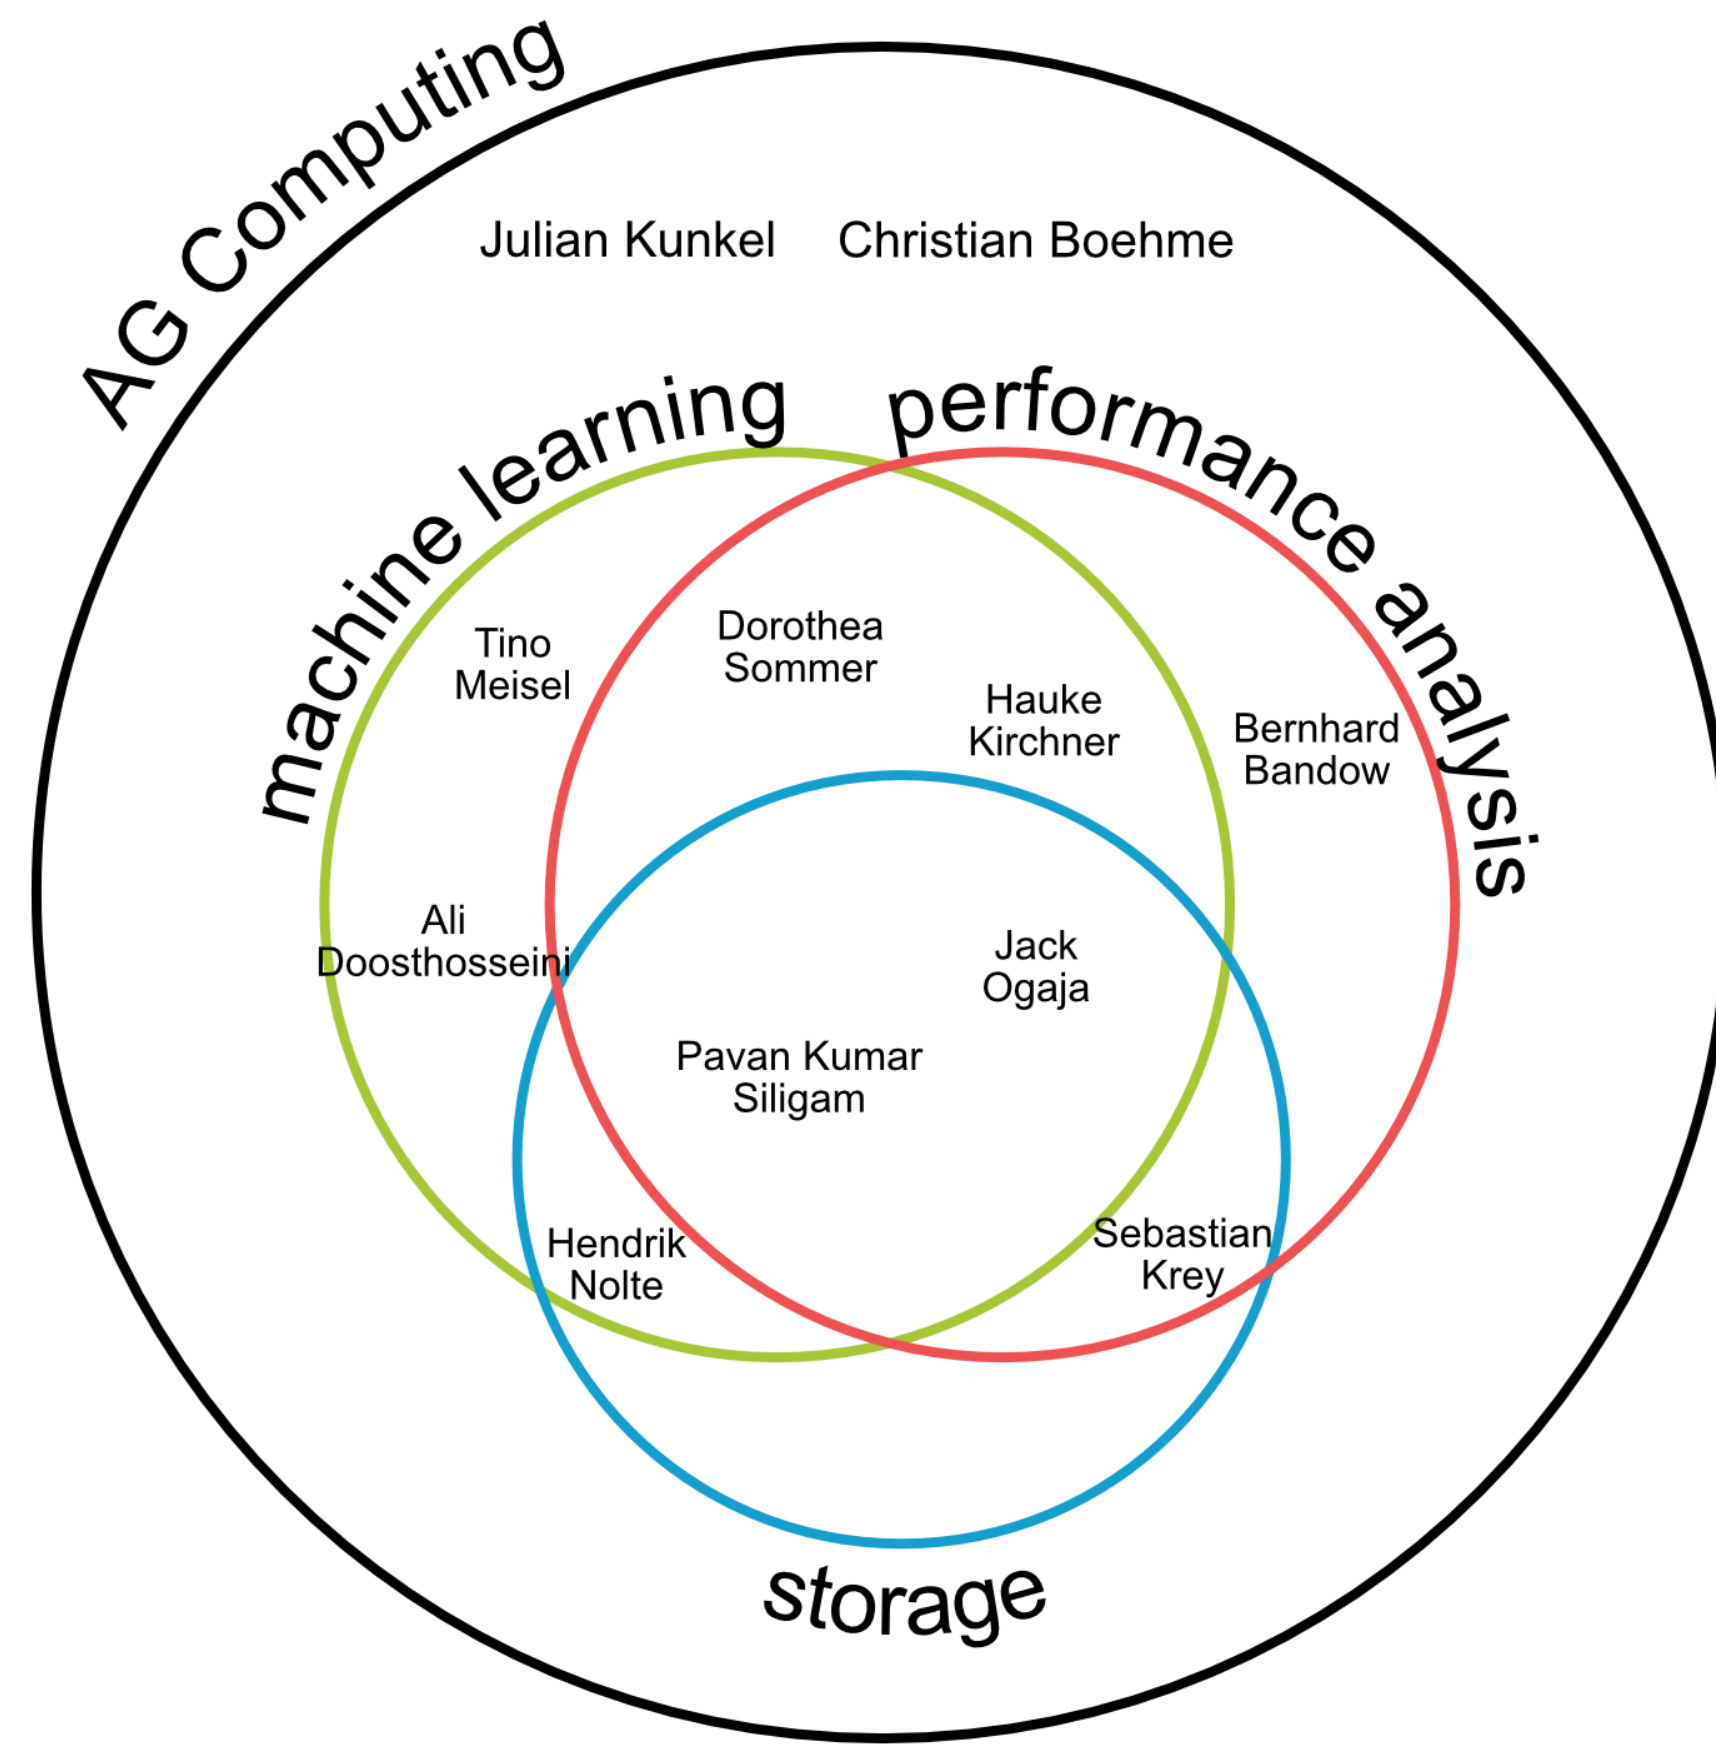 AG Computing
Julian Kunkel
Christian Boehme
machine learning
performance analysis
Tino
Meisel
Dorothea
Sommer
Hauke
Kirchner
Bernhard
Bandow
Ali
Doosthosseini
Jack
Ogaja
Pavan Kumar
Siligam
Hendrik
Nolte
Sebastian
Krey
storage